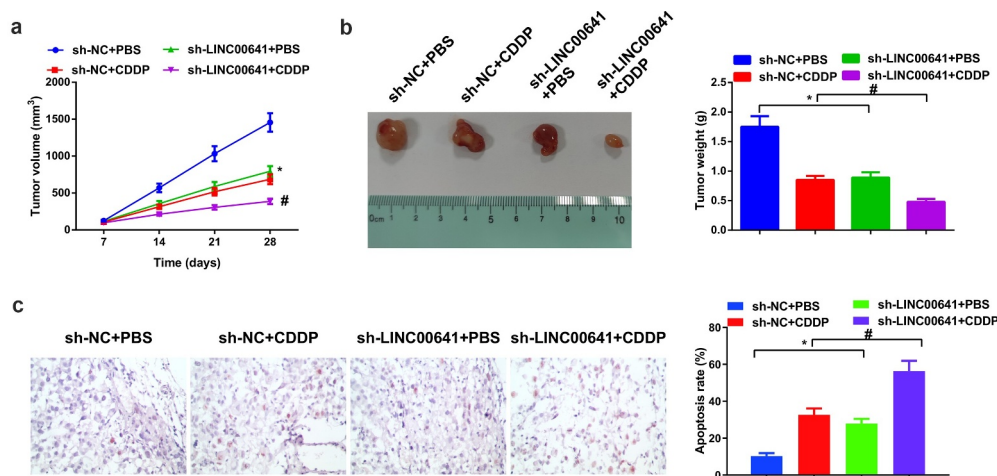 a
sh-NC+PBS
sh-LINC00641+PBS
sh-NC+CDDP
sh-LINC00641+CDDP
Tumor volume (mm³)
1500
1000
500
0
*
#
7 14 21 28
Time (days)
b
sh-NC+PBS
sh-NC+CDDP
sh-LINC00641
+PBS
sh-LINC00641
+CDDP
0cm 1 2 3 4 5 6 7 8 9 10
sh-NC+PBS
sh-LINC00641+PBS
sh-NC+CDDP
sh-LINC00641+CDDP
Tumor weight (g)
2.5
2.0
1.5
1.0
0.5
0.0
*
#
c
sh-NC+PBS
sh-NC+CDDP
sh-LINC00641+PBS
sh-LINC00641+CDDP
sh-NC+PBS
sh-LINC00641+PBS
sh-NC+CDDP
sh-LINC00641+CDDP
Apoptosis rate (%)
80
60
40
20
0
*
#